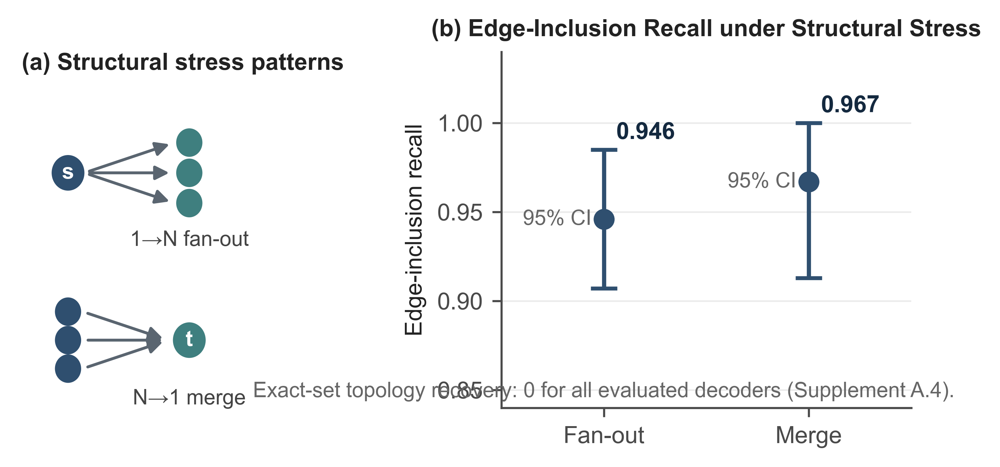 (a) Structural stress patterns
s
1→N fan-out
t
N→1 merge
(b) Edge-Inclusion Recall under Structural Stress
Edge-inclusion recall
1.00
0.95
0.90
0.85
0.946
95% CI
0.967
95% CI
Exact-set topology recovery: 0 for all evaluated decoders (Supplement A.4).
Fan-out
Merge